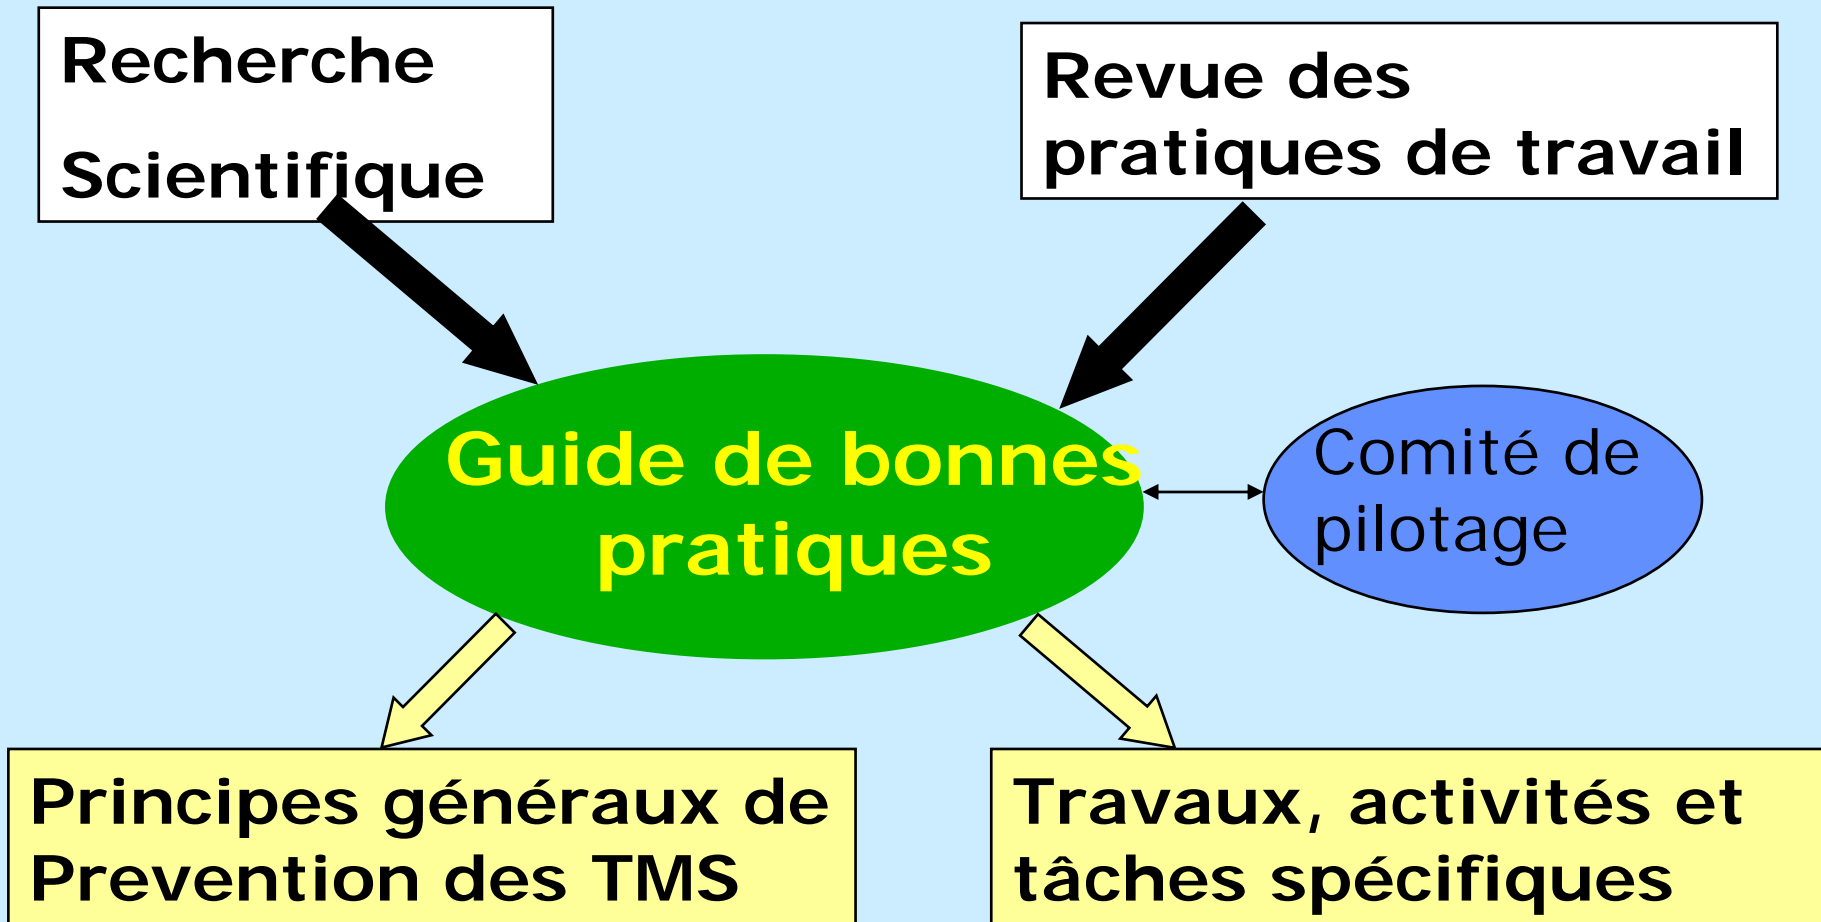 Recherche
Scientifique
Revue des
pratiques de travail
Guide de bonnes
pratiques
Comité de
pilotage
Principes généraux de
Prevention des TMS
Travaux, activités et
tâches spécifiques